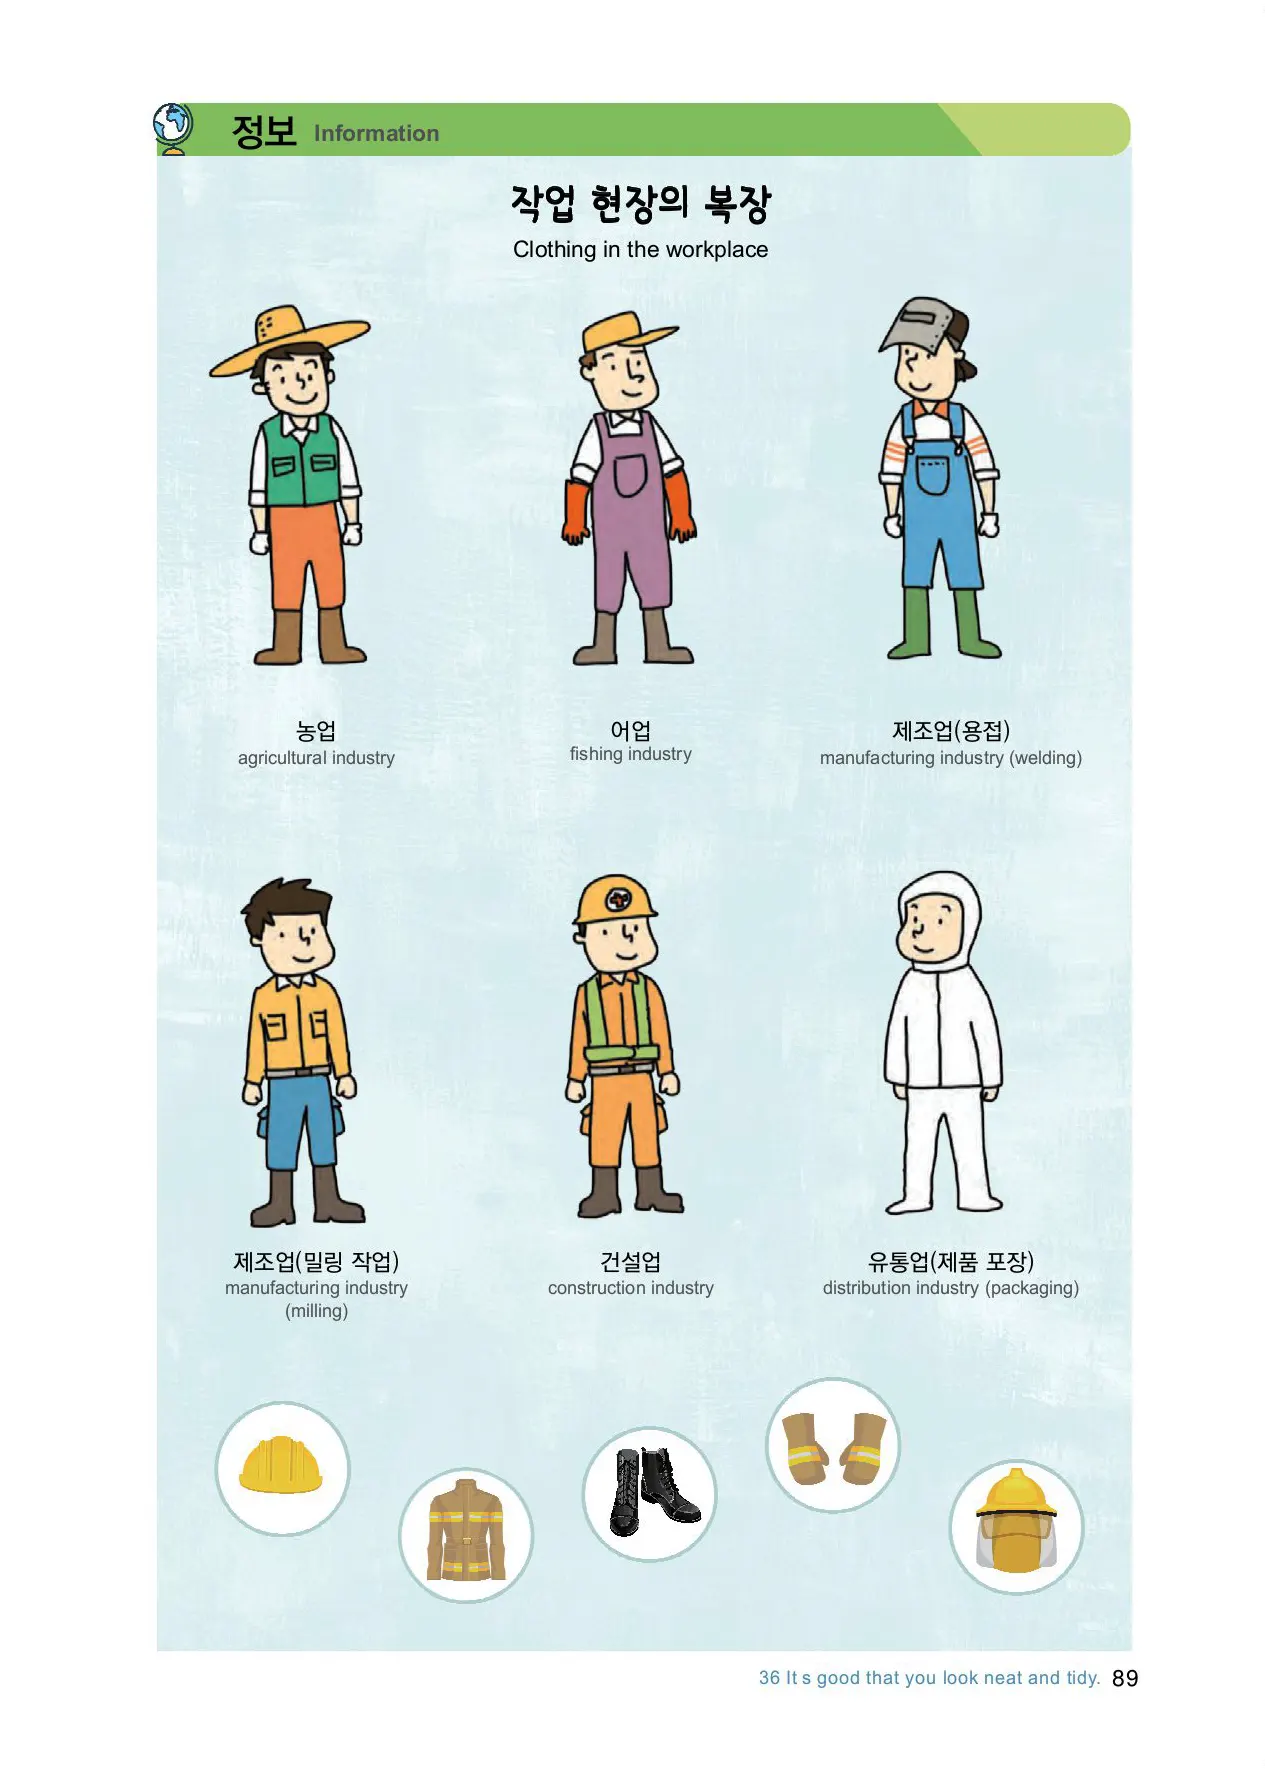 정보 Information
작업 현장의 복장
Clothing in the workplace
농업
agricultural industry
어업
fishing industry
제조업(용접)
manufacturing industry (welding)
제조업(밀링 작업)
manufacturing industry
(milling)
건설업
construction industry
유통업(제품 포장)
distribution industry (packaging)
36 It s good that you look neat and tidy. 89